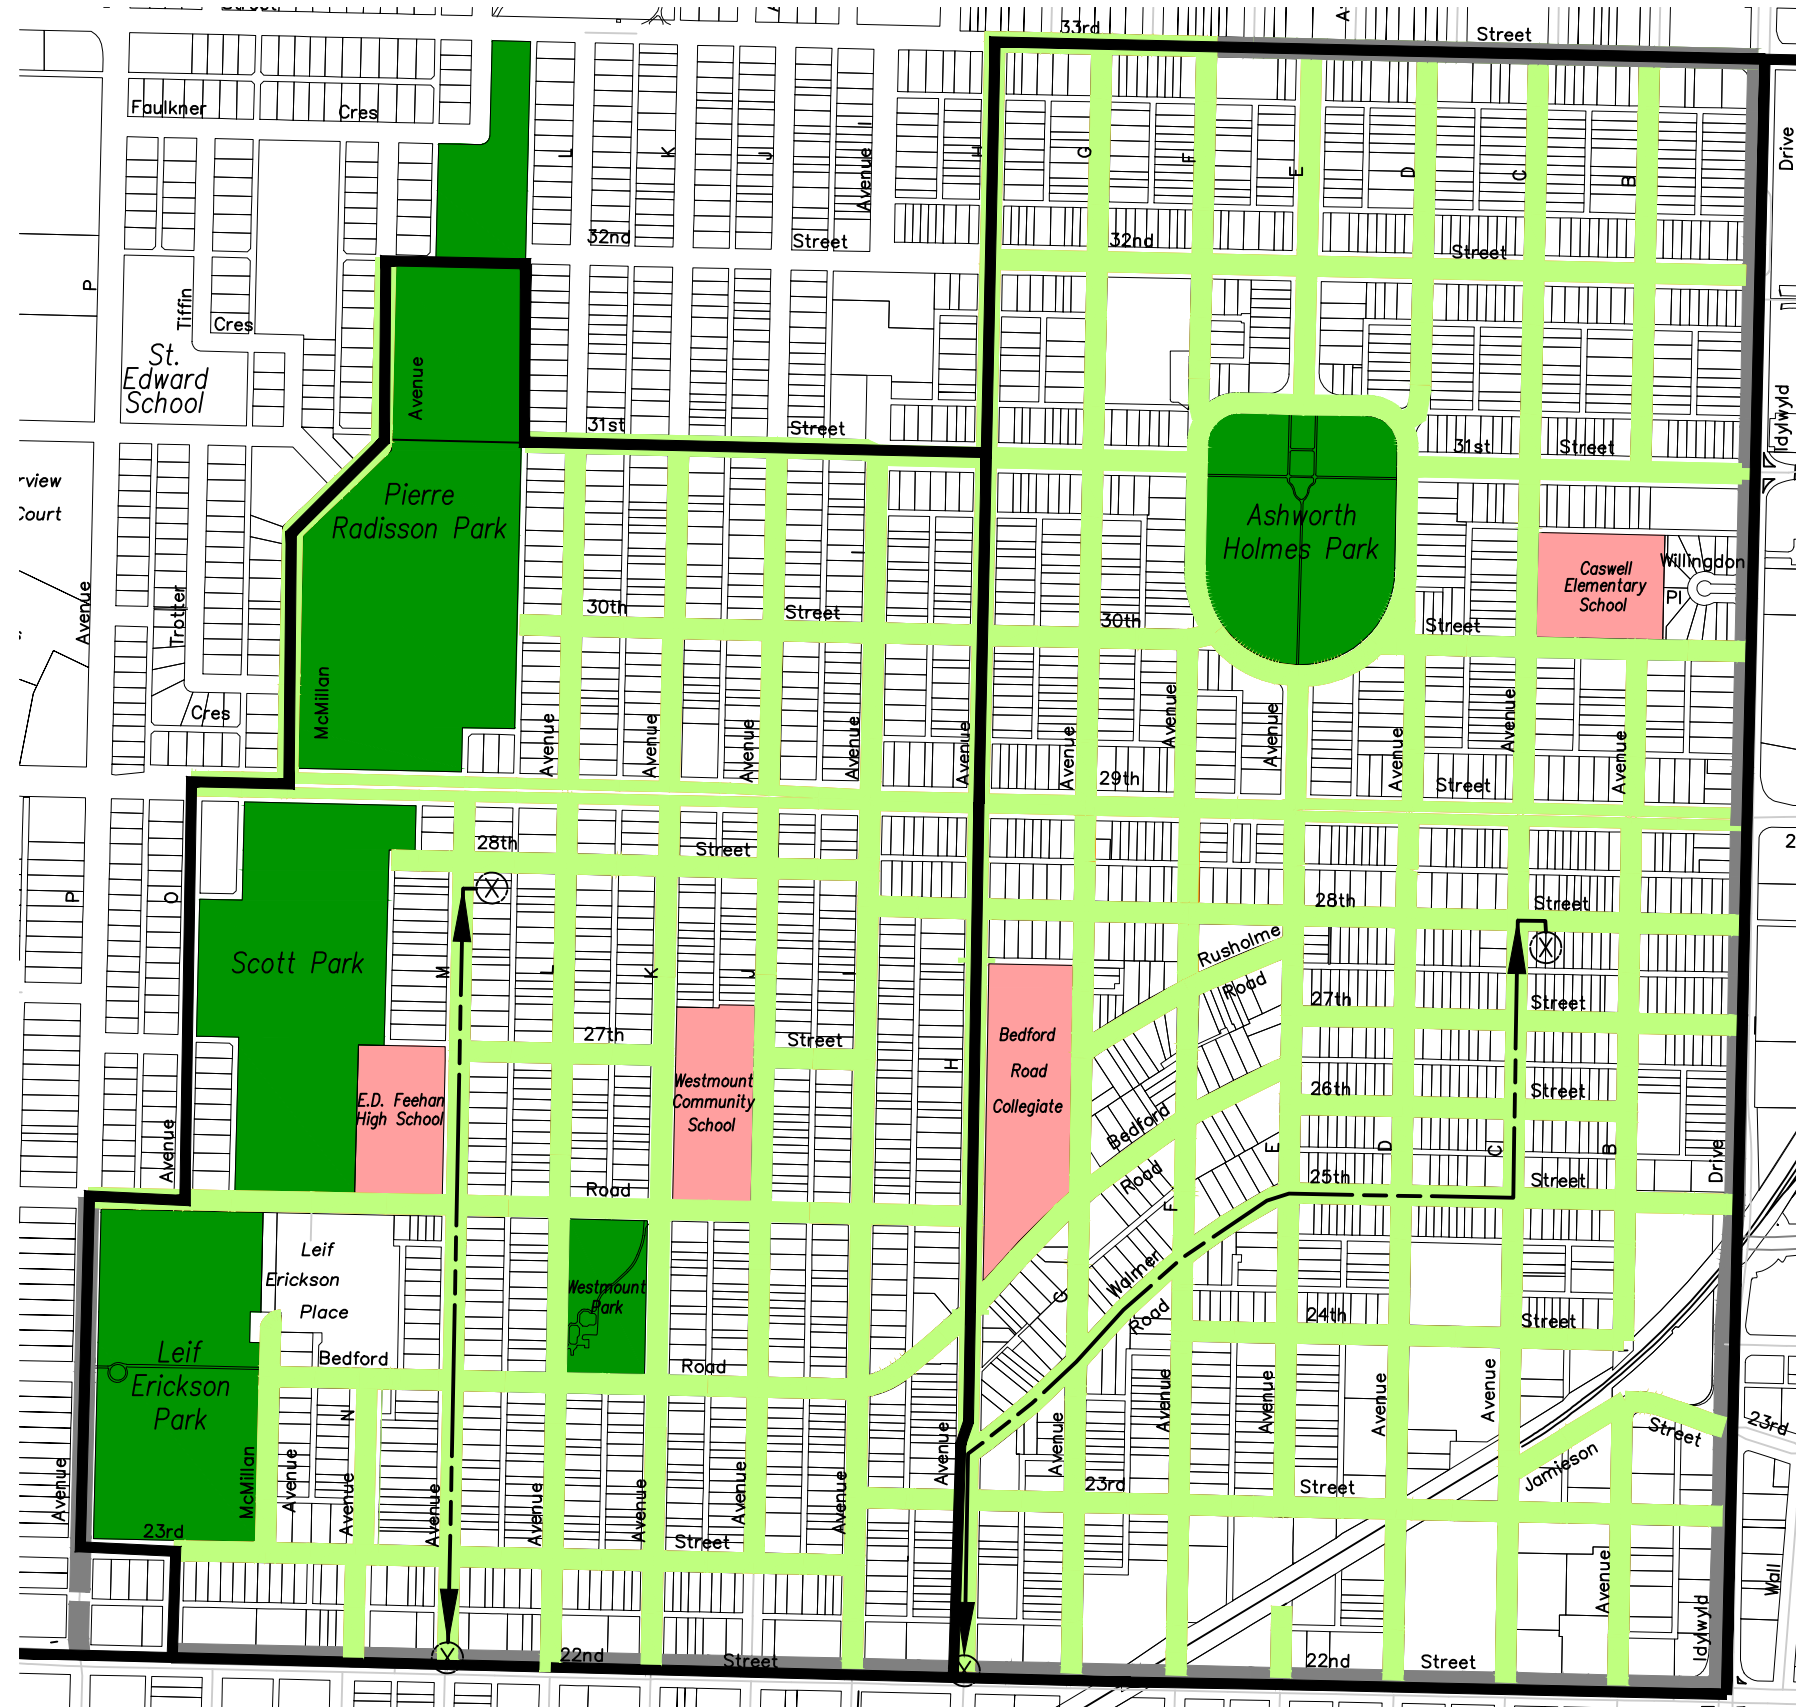 Street
33rd
Street
A
Faulkner
Cres
Drive
L
K
J
Avenue I
H
G
F
E
D
C
B
32nd
Street
32nd
Street
P
Tiffin
Cres
St.
Edward
School
Avenue
31st
Street
31st
Street
Idylwyld
rview
Court
Pierre
Radisson Park
Ashworth
Holmes Park
Caswell
Elementary
School
Willingdon
Pl
I
Avenue
Trotter
30th
Street
30th
Street
McMillan
Cres
Avenue
Avenue
Avenue
Avenue
Avenue
Avenue
Avenue
Avenue
Avenue
Avenue
Avenue
29th
Street
28th
Street
2
P
O
X
28th
Street
Scott Park
M
L
K
J
I
Rusholme
Road
X
27th
Street
27th
Street
H
Bedford
Road
Collegiate
E.D. Feehan
High School
Westmount
Community
School
26th
Street
Bedford
Road
Avenue
E
D
C
B
Drive
25th
Street
Road
F
Leif
Erickson
Place
Westmount
Park
G
Walmer
Road
24th
Street
Leif
Erickson
Park
Bedford
Road
N
Avenue
Avenue
Avenue
Avenue
Avenue
Avenue
Avenue
Street
23rd
Jamieson
Avenue
McMillan
Avenue
Avenue
Avenue
Avenue
Avenue
Avenue
Avenue
23rd
Street
23rd
Street
Avenue
Wall
Idylwyld
X
22nd
Street
X
22nd
Street